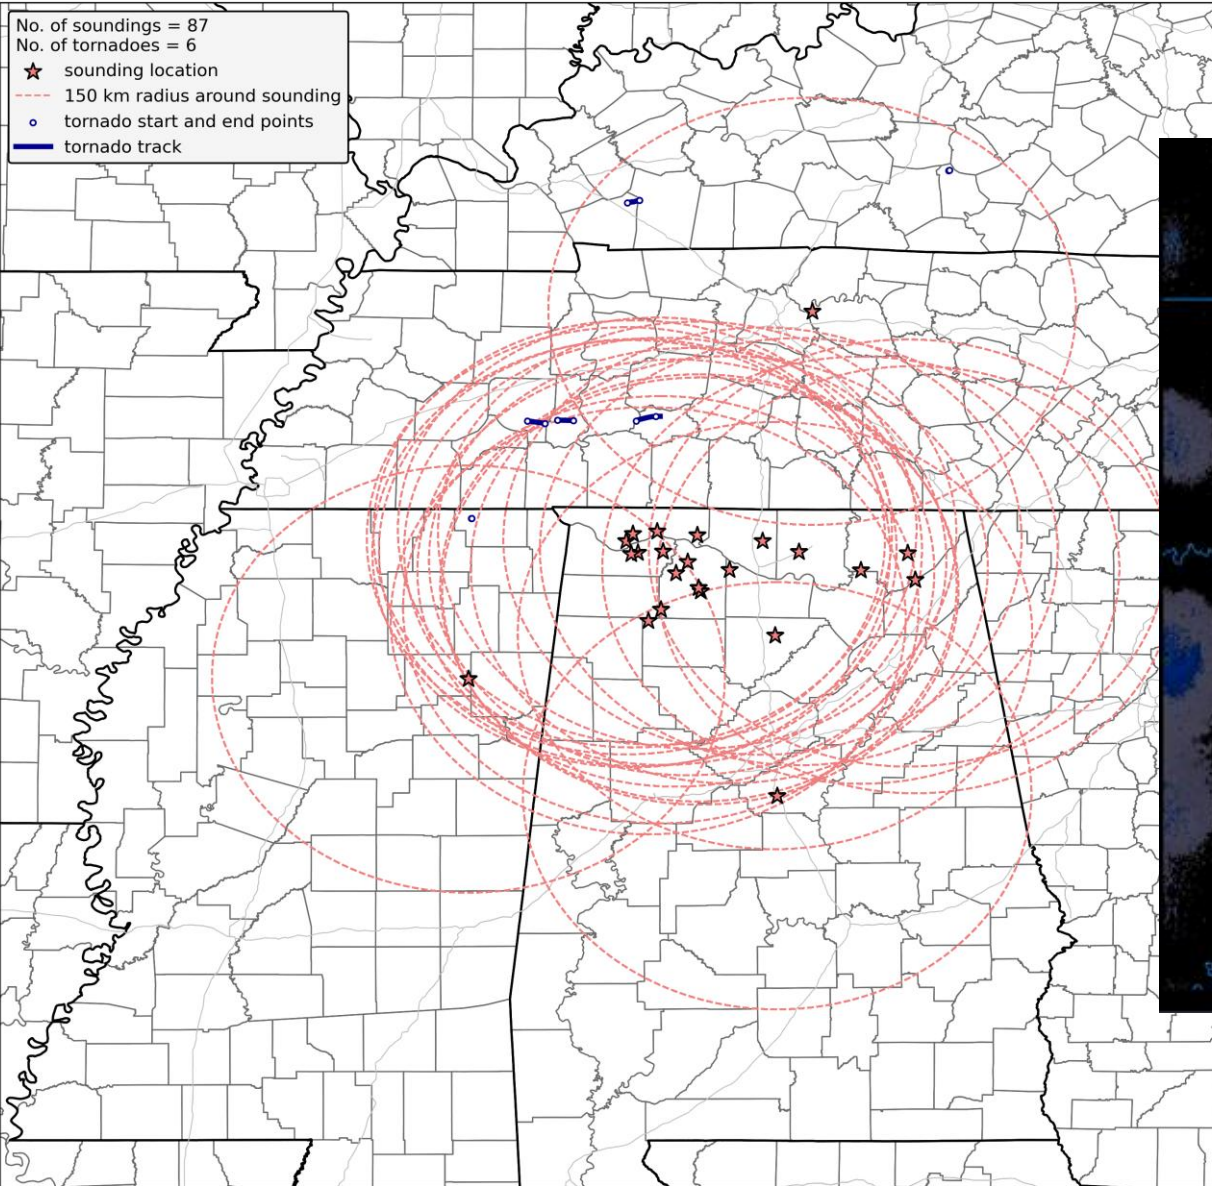 No. of soundings = 87
No. of tornadoes = 6
sounding location
150 km radius around sounding
tornado start and end points
tornado track